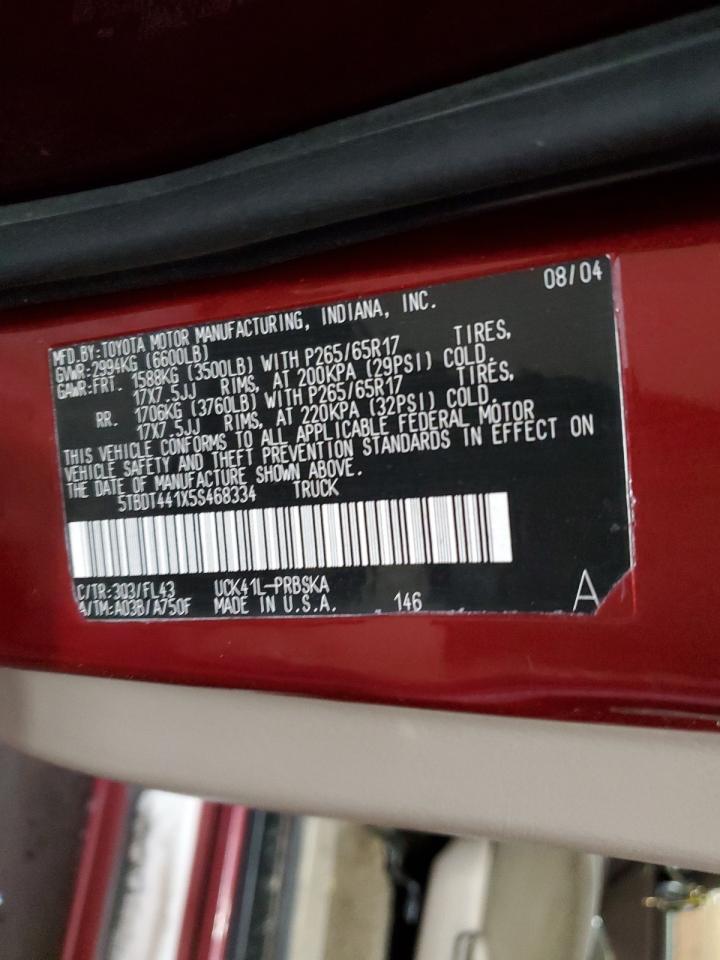 08/04
MFD.BY:TOYOTA MOTOR MANUFACTURING, INDIANA, INC.
GVWR:2994KG (6600LB)
GAWR:FRT. 1588KG (3500LB) WITH P265/65R17 TIRES,
17X7.5JJ RIMS, AT 200KPA (29PSI) COLD.
RR. 1706KG (3760LB) WITH P265/65R17 TIRES,
17X7.5JJ RIMS, AT 220KPA (32PSI) COLD.
THIS VEHICLE CONFORMS TO ALL APPLICABLE FEDERAL MOTOR
VEHICLE SAFETY AND THEFT PREVENTION STANDARDS IN EFFECT ON
THE DATE OF MANUFACTURE SHOWN ABOVE.
5TBDT441X5S468334 TRUCK
C/TR:3Q3/FL43 UCK41L-PRBSKA
A/TM:A03B/A750F MADE IN U.S.A. 146 A